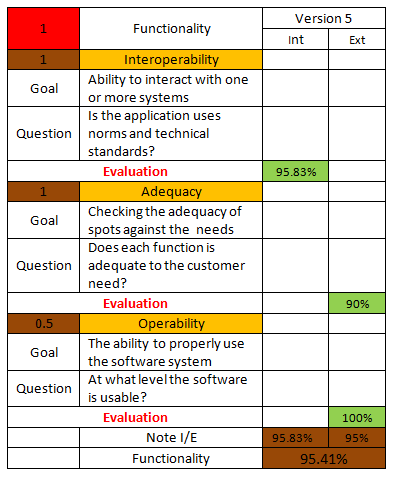 1 Functionality Version 5
Int Ext
1 Interoperability
Goal Ability to interact with one
or more systems
Question Is the application uses
norms and technical
standards?
Evaluation 95.83%
1 Adequacy
Goal Checking the adequacy of
spots against the needs
Question Does each function is
adequate to the customer
need?
Evaluation 90%
0.5 Operability
Goal The ability to properly use
the software system
Question At what level the software
is usable?
Evaluation 100%
Note I/E 95.83% 95%
Functionality 95.41%